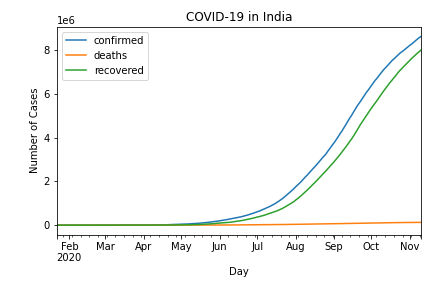 COVID-19 in India
1e6
confirmed
deaths
recovered
8
6
4
2
0
Number of Cases
Feb Mar Apr May Jun Jul Aug Sep Oct Nov
2020
Day